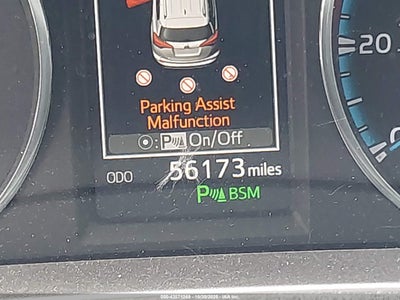 20
Parking Assist
Malfunction
: P On/Off
ODO 56173 miles
P BSM